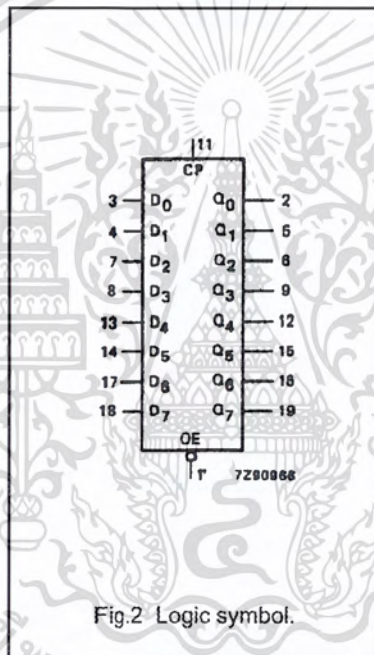 11
CP
3 D0 Q0 2
4 D1 Q1 5
7 D2 Q2 6
8 D3 Q3 9
13 D4 Q4 12
14 D5 Q5 15
17 D6 Q6 16
18 D7 Q7 19
OE
1 7Z90966
Fig.2 Logic symbol.